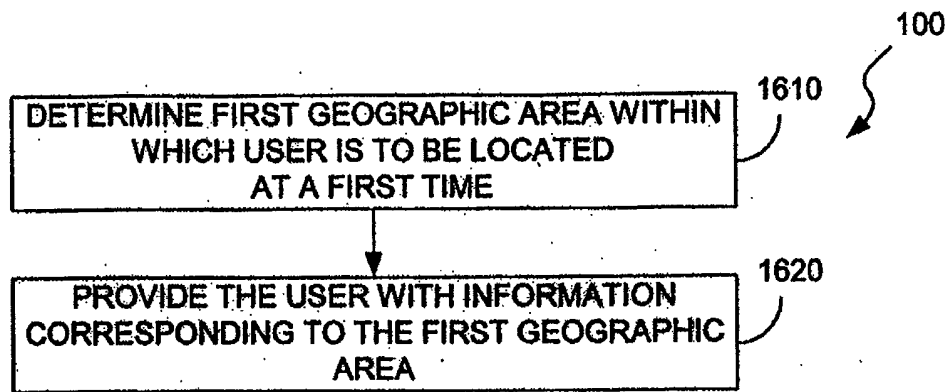 100
1610
DETERMINE FIRST GEOGRAPHIC AREA WITHIN
WHICH USER IS TO BE LOCATED
AT A FIRST TIME
1620
PROVIDE THE USER WITH INFORMATION
CORRESPONDING TO THE FIRST GEOGRAPHIC
AREA